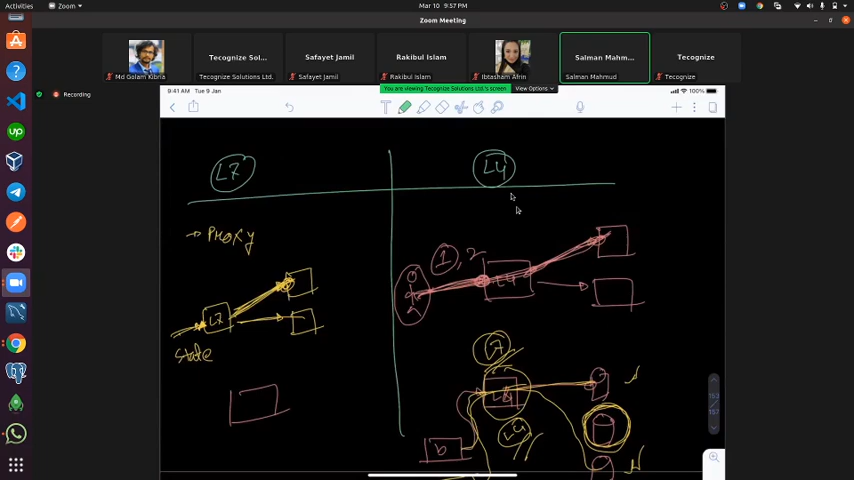 Activities
Zoom
Mar 10 9:57 PM
Zoom Meeting
Tecognize Sol...
Safayet Jamil
Rakibul Islam
Salman Mahm...
Tecognize
Md Golam Kibria
Tecognize Solutions Ltd.
Safayet Jamil
Rakibul Islam
Ibtasham Afrin
Salman Mahmud
Tecognize
You are viewing Tecognize Solutions Ltd.'s screen
View Options
Recording
9:41 AM Tue 9 Jan
100%
L7
L4
→ Proxy
1, 2
L4
L7
State
L7
L4
b